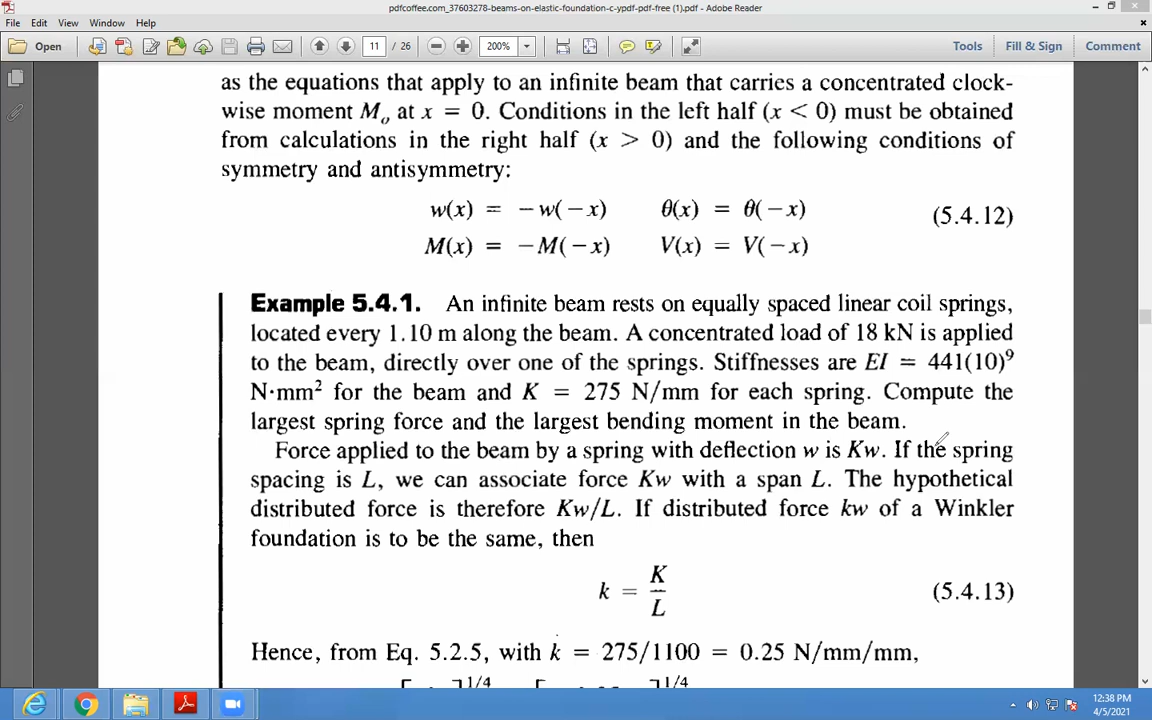 pdfcoffee.com_37603278-beams-on-elastic-foundation-c-ypdf-pdf-free (1).pdf - Adobe Reader
File Edit View Window Help
Open 11 / 26 200% Tools Fill & Sign Comment
as the equations that apply to an infinite beam that carries a concentrated clock-
wise moment Mₒ at x = 0. Conditions in the left half (x < 0) must be obtained
from calculations in the right half (x > 0) and the following conditions of
symmetry and antisymmetry:
w(x) = −w(−x) θ(x) = θ(−x)
(5.4.12)
M(x) = −M(−x) V(x) = V(−x)
Example 5.4.1. An infinite beam rests on equally spaced linear coil springs,
located every 1.10 m along the beam. A concentrated load of 18 kN is applied
to the beam, directly over one of the springs. Stiffnesses are EI = 441(10)⁹
N·mm² for the beam and K = 275 N/mm for each spring. Compute the
largest spring force and the largest bending moment in the beam.
Force applied to the beam by a spring with deflection w is Kw. If the spring
spacing is L, we can associate force Kw with a span L. The hypothetical
distributed force is therefore Kw/L. If distributed force kw of a Winkler
foundation is to be the same, then
k = K/L (5.4.13)
Hence, from Eq. 5.2.5, with k = 275/1100 = 0.25 N/mm/mm,
1/4 1/4
12:38 PM
4/5/2021